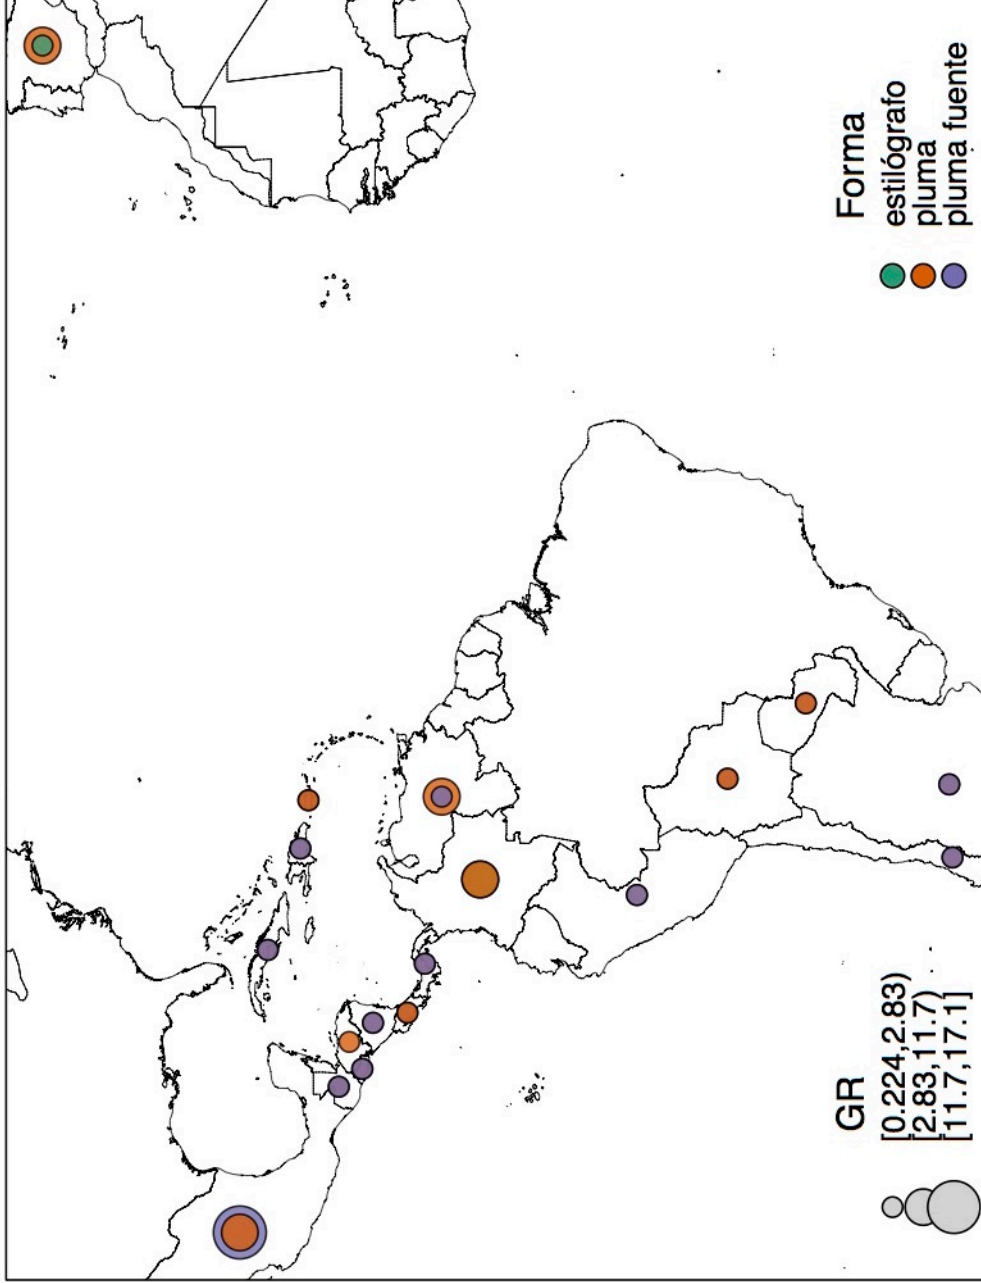 GR
[0.224,2.83)
[2.83,11.7)
[11.7,17.1]
Forma
estilógrafo
pluma
pluma fuente